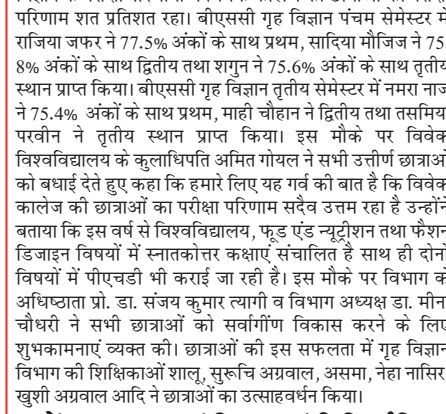 परिणाम शत प्रतिशत रहा। बीएससी गृह विज्ञान पंचम सेमेस्टर में
राजिया जफर ने 77.5% अंकों के साथ प्रथम, सादिया मौजिज ने 75.
8% अंकों के साथ द्वितीय तथा शगुन ने 75.6% अंकों के साथ तृतीय
स्थान प्राप्त किया। बीएससी गृह विज्ञान तृतीय सेमेस्टर में नमरा नाज
ने 75.4% अंकों के साथ प्रथम, माही चौहान ने द्वितीय तथा तसमिय
परवीन ने तृतीय स्थान प्राप्त किया। इस मौके पर विवेक
विश्वविद्यालय के कुलाधिपति अमित गोयल ने सभी उत्तीर्ण छात्राओं
को बधाई देते हुए कहा कि हमारे लिए यह गर्व की बात है कि विवेक
कालेज की छात्राओं का परीक्षा परिणाम सदैव उत्तम रहा है उन्होंने
बताया कि इस वर्ष से विश्वविद्यालय, फूड एंड न्यूट्रीशन तथा फैशन
डिजाइन विषयों में स्नातकोत्तर कक्षाएं संचालित है साथ ही दोनो
विषयों में पीएचडी भी कराई जा रही है। इस मौके पर विभाग के
अधिष्ठाता प्रो. डा. संजय कुमार त्यागी व विभाग अध्यक्ष डा. मीन
चौधरी ने सभी छात्राओं को सर्वागींण विकास करने के लिए
शुभकामनाएं व्यक्त की। छात्राओं की इस सफलता में गृह विज्ञान
विभाग की शिक्षिकाओं शालू, सुरूचि अग्रवाल, असमा, नेहा नासिर
खुशी अग्रवाल आदि ने छात्राओं का उत्साहवर्धन किया।